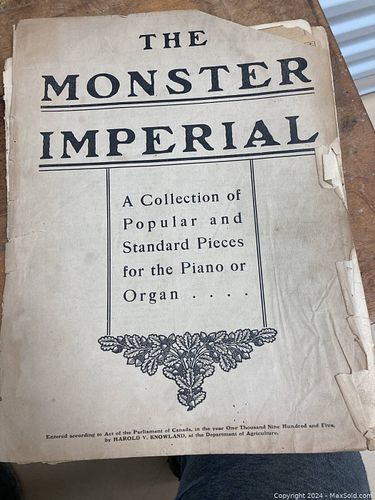 THE
MONSTER
IMPERIAL
A Collection of
Popular and
Standard Pieces
for the Piano or
Organ . . . .
Entered according to Act of the Parliament of Canada, in the year One Thousand Nine Hundred and Five,
by HAROLD V. KNOWLAND, at the Department of Agriculture.
Copyright 2024 - MaxSold.com